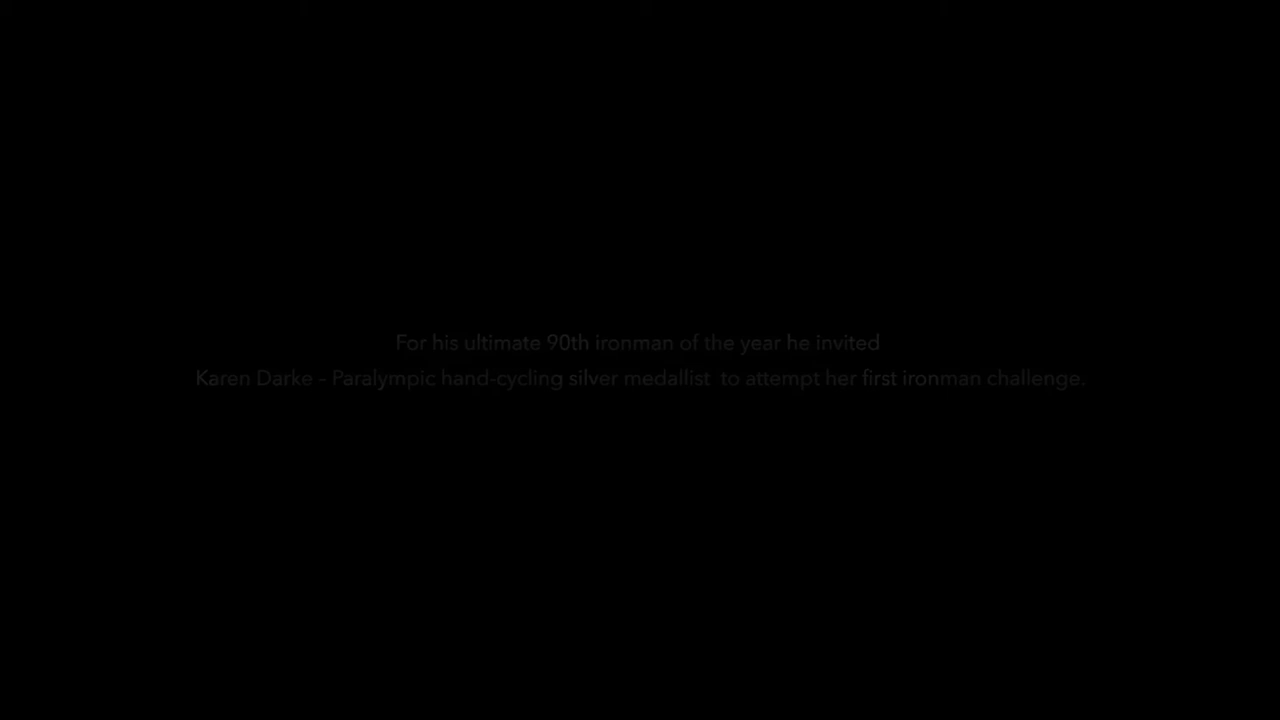 For his ultimate 90th ironman of the year he invited
Karen Darke - Paralympic hand-cycling silver medallist  to attempt her first ironman challenge.